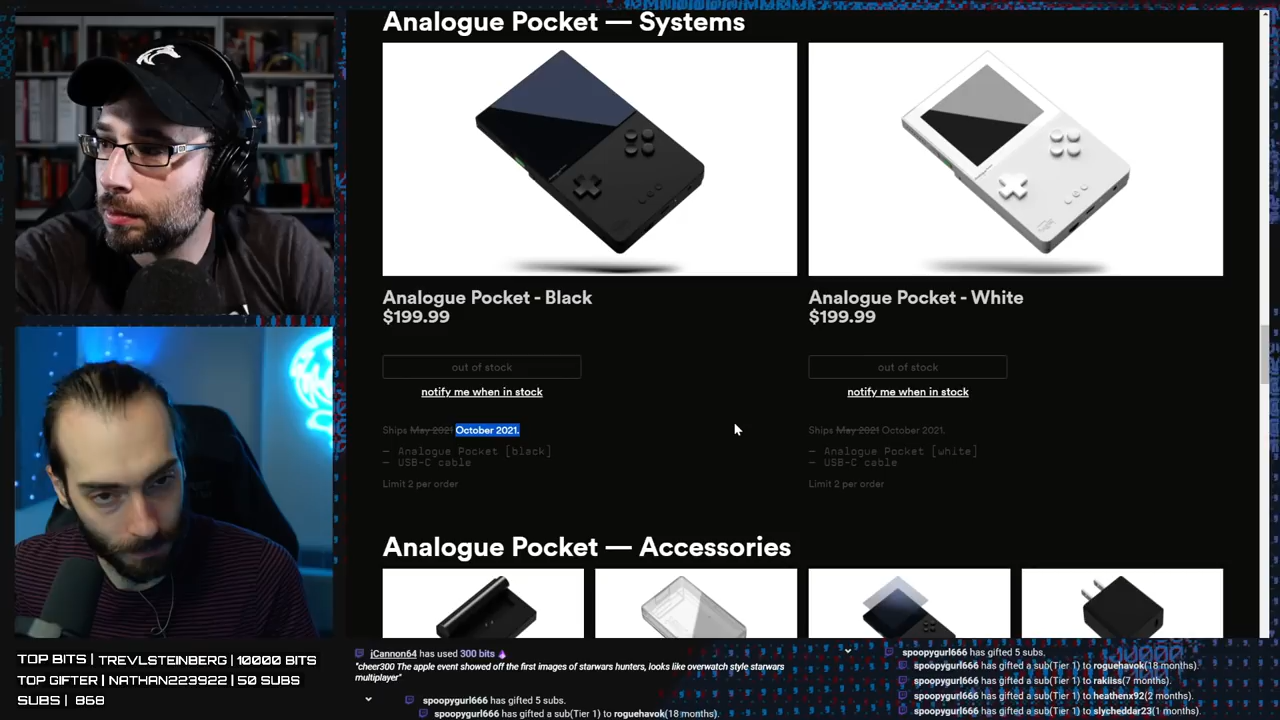 Analogue Pocket — Systems
Analogue Pocket - Black
$199.99
out of stock
notify me when in stock
Ships May 2021 October 2021.
— Analogue Pocket [black]
— USB-C cable
Limit 2 per order
Analogue Pocket - White
$199.99
out of stock
notify me when in stock
Ships May 2021 October 2021.
— Analogue Pocket [white]
— USB-C cable
Limit 2 per order
Analogue Pocket — Accessories
TOP BITS | TREVLSTEINBERG | 10000 BITS
TOP GIFTER | NATHAN223922 | 50 SUBS
SUBS | 868
jCannon64 has used 300 bits
"cheer300 The apple event showed off the first images of starwars hunters, looks like overwatch style starwars
multiplayer"
spoopygurl666 has gifted 5 subs.
spoopygurl666 has gifted a sub(Tier 1) to roguehavok(18 months).
spoopygurl666 has gifted 5 subs.
spoopygurl666 has gifted a sub(Tier 1) to roguehavok(18 months).
spoopygurl666 has gifted a sub(Tier 1) to rakiiss(7 months).
spoopygurl666 has gifted a sub(Tier 1) to heathenx92(2 months).
spoopygurl666 has gifted a sub(Tier 1) to slycheddar23(1 months).